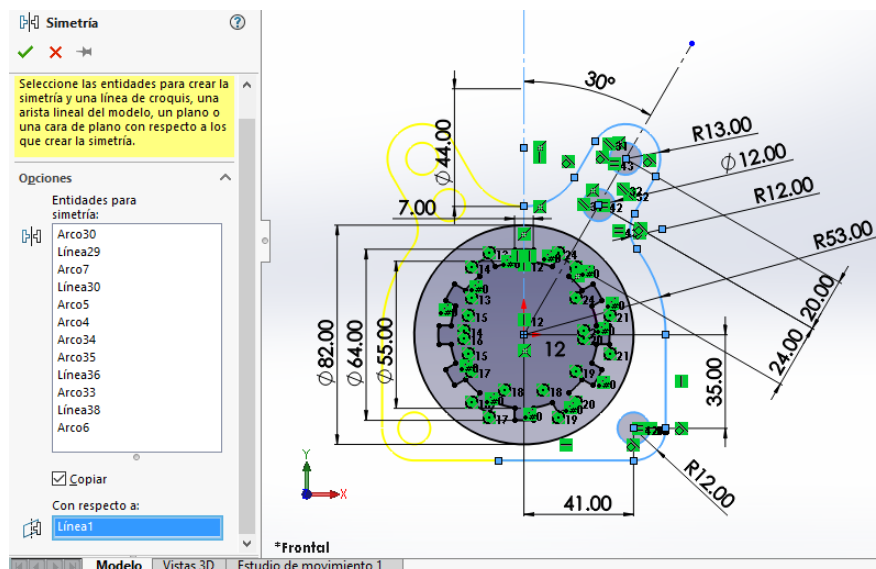 Simetría
Seleccione las entidades para crear la
simetría y una línea de croquis, una
arista lineal del modelo, un plano o
una cara de plano con respecto a los
que crear la simetría.
Opciones
Entidades para
simetría:
Arco30
Línea29
Arco7
Línea30
Arco5
Arco4
Arco34
Arco35
Línea36
Arco33
Línea38
Arco6
Copiar
Con respecto a:
Línea1
30°
R13.00
Ø 12.00
R12.00
R53.00
Ø 44.00
7.00
Ø 82.00
Ø 64.00
Ø 55.00
12
20.00
24.00
35.00
R12.00
41.00
Y
X
*Frontal
Modelo
Vistas 3D
Estudio de movimiento 1